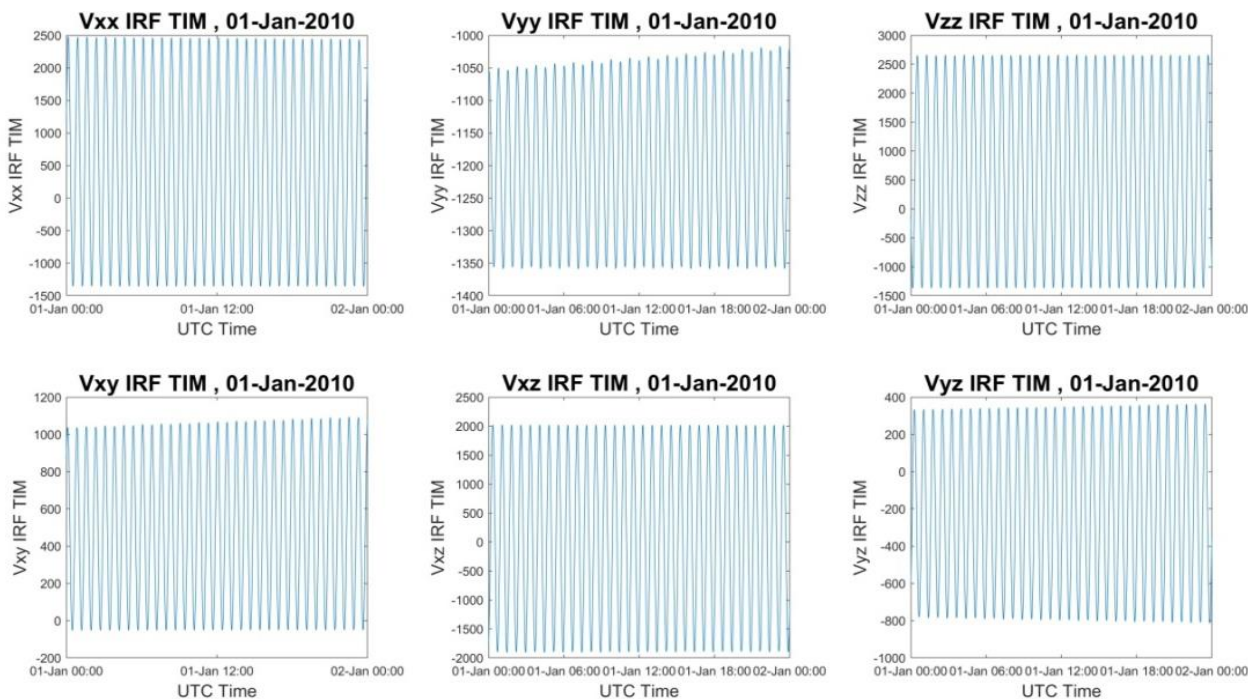 Vxx IRF TIM , 01-Jan-2010
Vxx IRF TIM
2500
2000
1500
1000
500
0
-500
-1000
-1500
01-Jan 00:00 01-Jan 12:00 02-Jan 00:00
UTC Time
Vyy IRF TIM , 01-Jan-2010
Vyy IRF TIM
-1000
-1050
-1100
-1150
-1200
-1250
-1300
-1350
-1400
01-Jan 00:00 01-Jan 06:00 01-Jan 12:00 01-Jan 18:00 02-Jan 00:00
UTC Time
Vzz IRF TIM , 01-Jan-2010
Vzz IRF TIM
3000
2500
2000
1500
1000
500
0
-500
-1000
-1500
01-Jan 00:00 01-Jan 06:00 01-Jan 12:00 01-Jan 18:00 02-Jan 00:00
UTC Time
Vxy IRF TIM , 01-Jan-2010
Vxy IRF TIM
1200
1000
800
600
400
200
0
-200
01-Jan 00:00 01-Jan 12:00 02-Jan 00:00
UTC Time
Vxz IRF TIM , 01-Jan-2010
Vxz IRF TIM
2500
2000
1500
1000
500
0
-500
-1000
-1500
-2000
01-Jan 00:00 01-Jan 06:00 01-Jan 12:00 01-Jan 18:00 02-Jan 00:00
UTC Time
Vyz IRF TIM , 01-Jan-2010
Vyz IRF TIM
400
200
0
-200
-400
-600
-800
-1000
01-Jan 00:00 01-Jan 06:00 01-Jan 12:00 01-Jan 18:00 02-Jan 00:00
UTC Time